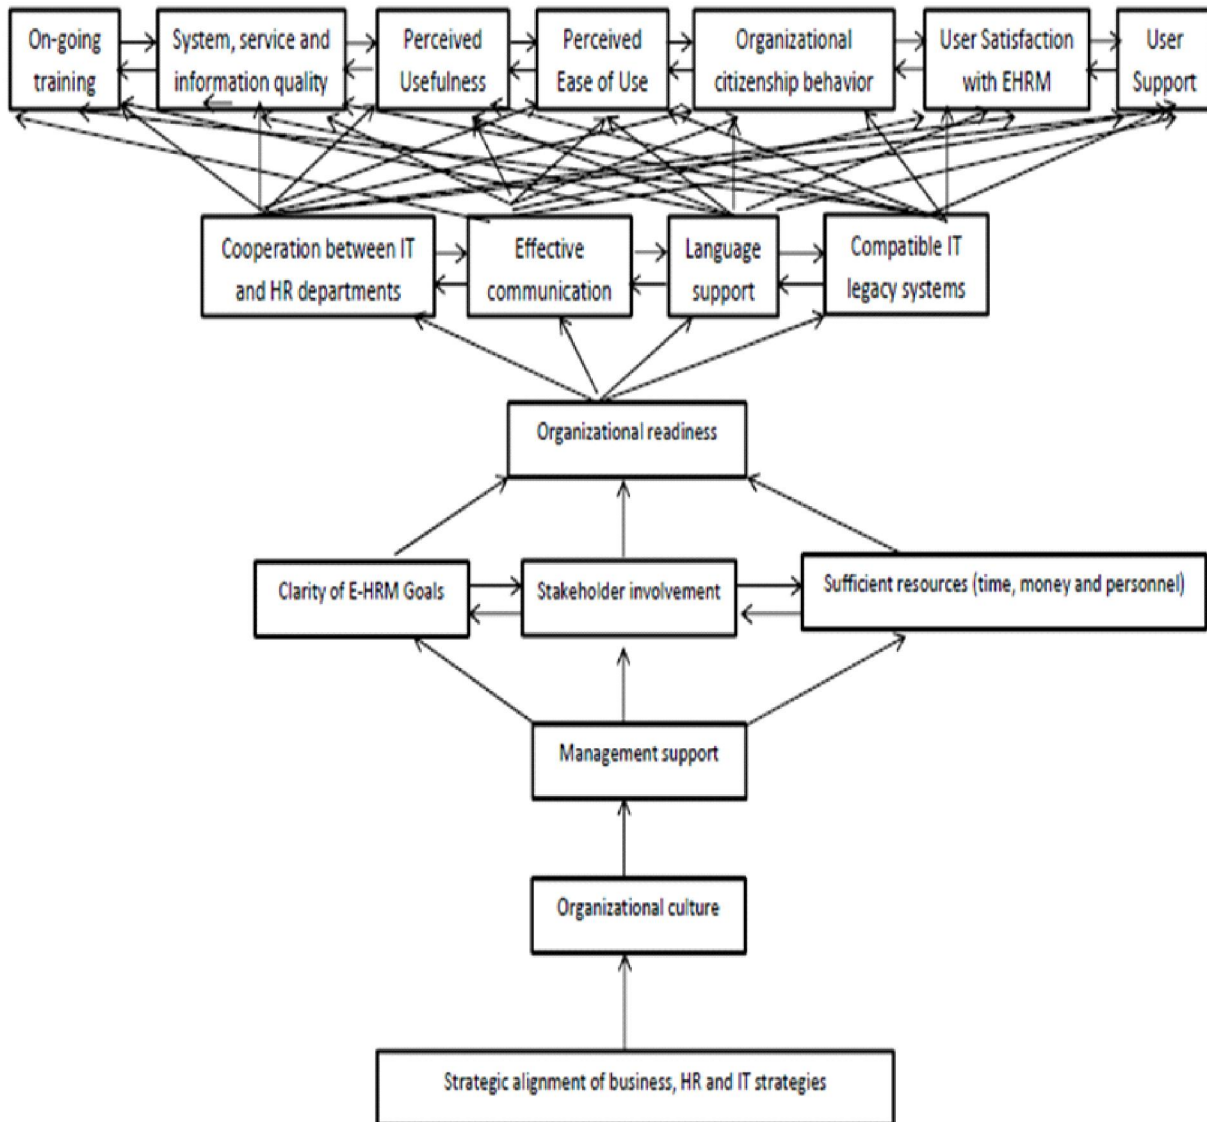 On-going
training
System, service and
information quality
Perceived
Usefulness
Perceived
Ease of Use
Organizational
citizenship behavior
User Satisfaction
with EHRM
User
Support
Cooperation between IT
and HR departments
Effective
communication
Language
support
Compatible IT
legacy systems
Organizational readiness
Clarity of E-HRM Goals
Stakeholder involvement
Sufficient resources (time, money and personnel)
Management support
Organizational culture
Strategic alignment of business, HR and IT strategies